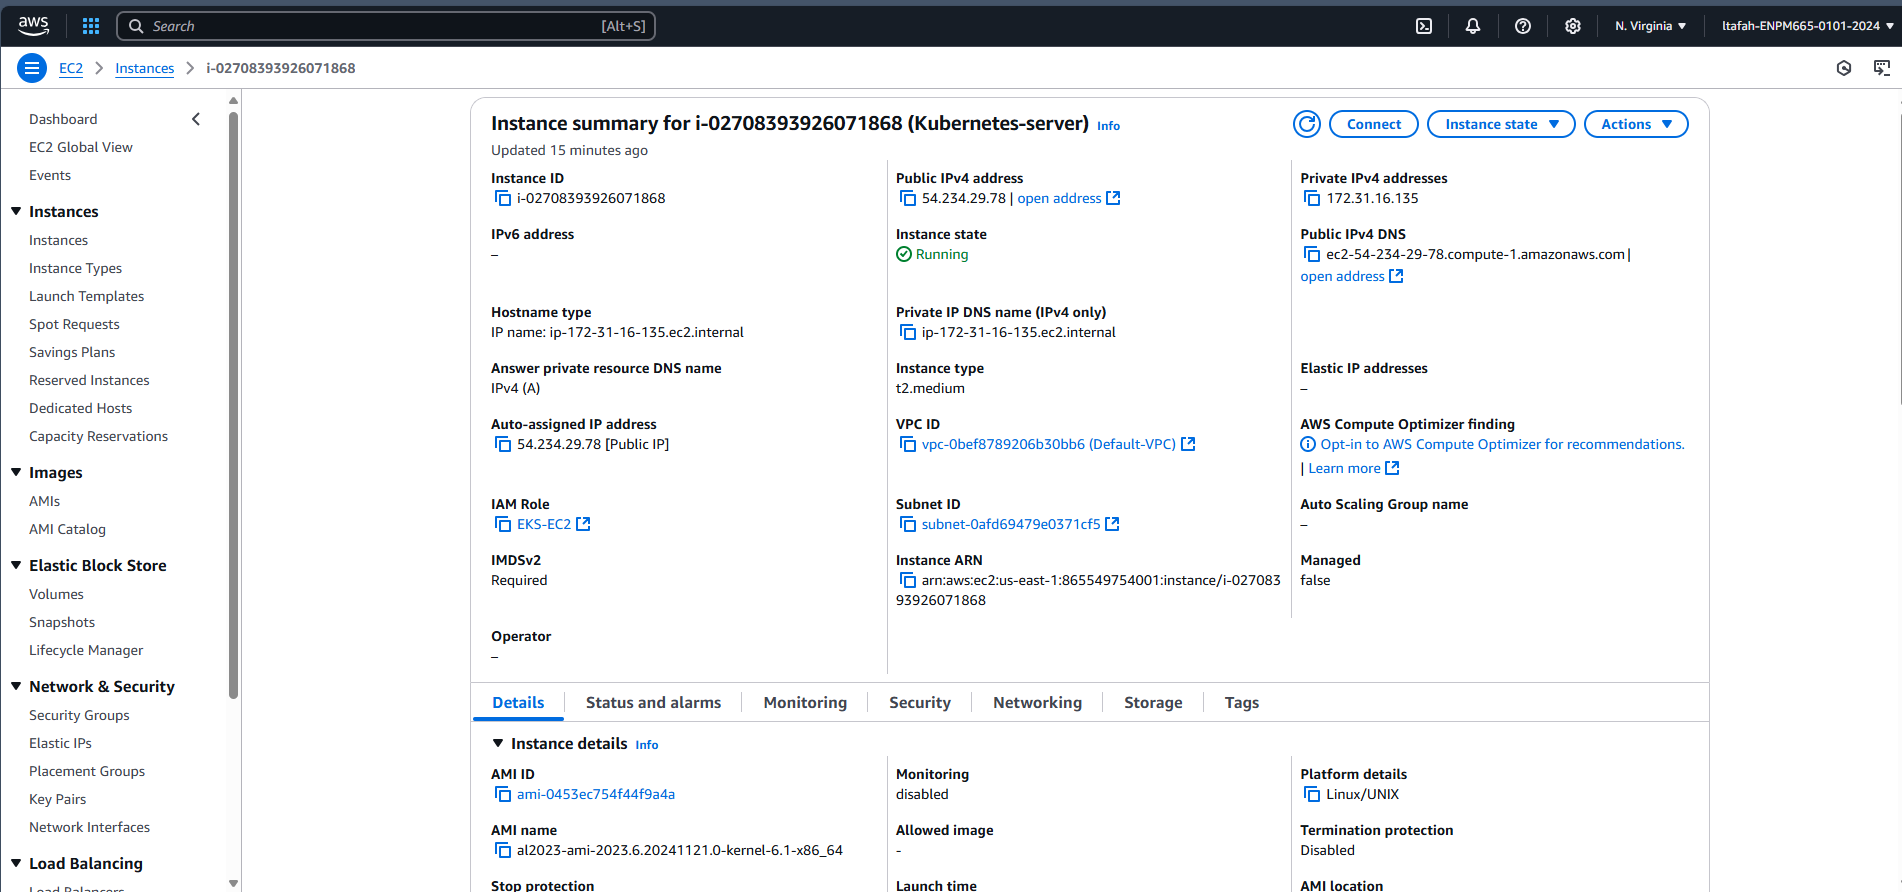 aws
Search [Alt+S]
N. Virginia
ltafah-ENPM665-0101-2024
EC2 > Instances > i-02708393926071868
Dashboard
EC2 Global View
Events
Instances
Instances
Instance Types
Launch Templates
Spot Requests
Savings Plans
Reserved Instances
Dedicated Hosts
Capacity Reservations
Images
AMIs
AMI Catalog
Elastic Block Store
Volumes
Snapshots
Lifecycle Manager
Network & Security
Security Groups
Elastic IPs
Placement Groups
Key Pairs
Network Interfaces
Load Balancing
Load Balancers
Instance summary for i-02708393926071868 (Kubernetes-server) Info
Updated 15 minutes ago
Connect
Instance state
Actions
Instance ID
i-02708393926071868
Public IPv4 address
54.234.29.78 | open address
Private IPv4 addresses
172.31.16.135
IPv6 address
–
Instance state
Running
Public IPv4 DNS
ec2-54-234-29-78.compute-1.amazonaws.com |
open address
Hostname type
IP name: ip-172-31-16-135.ec2.internal
Private IP DNS name (IPv4 only)
ip-172-31-16-135.ec2.internal
Answer private resource DNS name
IPv4 (A)
Instance type
t2.medium
Elastic IP addresses
–
Auto-assigned IP address
54.234.29.78 [Public IP]
VPC ID
vpc-0bef8789206b30bb6 (Default-VPC)
AWS Compute Optimizer finding
Opt-in to AWS Compute Optimizer for recommendations.
| Learn more
IAM Role
EKS-EC2
Subnet ID
subnet-0afd69479e0371cf5
Auto Scaling Group name
–
IMDSv2
Required
Instance ARN
arn:aws:ec2:us-east-1:865549754001:instance/i-027083
93926071868
Managed
false
Operator
–
Details
Status and alarms
Monitoring
Security
Networking
Storage
Tags
Instance details Info
AMI ID
ami-0453ec754f44f9a4a
Monitoring
disabled
Platform details
Linux/UNIX
AMI name
al2023-ami-2023.6.20241121.0-kernel-6.1-x86_64
Allowed image
-
Termination protection
Disabled
Stop protection
Launch time
AMI location